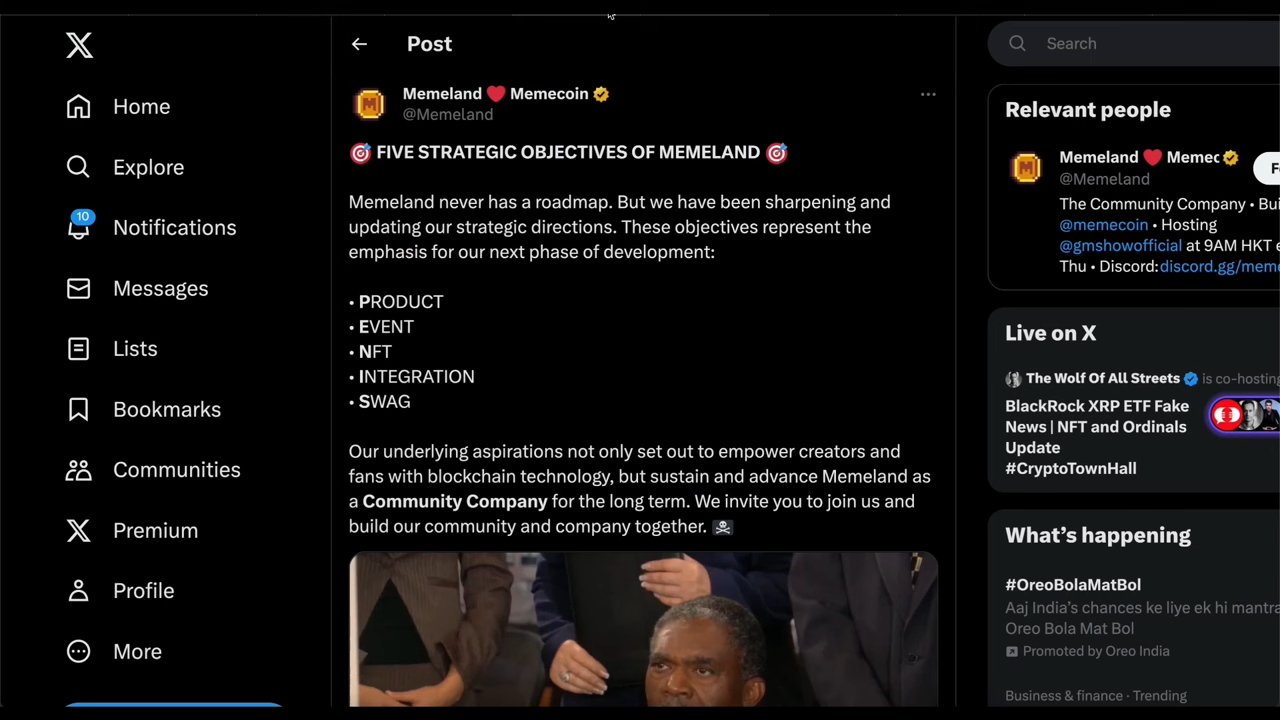 Home
Explore
10
Notifications
Messages
Lists
Bookmarks
Communities
Premium
Profile
More
Post
Memeland ❤️ Memecoin
@Memeland
🎯 FIVE STRATEGIC OBJECTIVES OF MEMELAND 🎯
Memeland never has a roadmap. But we have been sharpening and
updating our strategic directions. These objectives represent the
emphasis for our next phase of development:
• PRODUCT
• EVENT
• NFT
• INTEGRATION
• SWAG
Our underlying aspirations not only set out to empower creators and
fans with blockchain technology, but sustain and advance Memeland as
a Community Company for the long term. We invite you to join us and
build our community and company together. ☠️
Search
Relevant people
Memeland ❤️ Memec
@Memeland
The Community Company • Bui
@memecoin • Hosting
@gmshowofficial at 9AM HKT e
Thu • Discord:discord.gg/meme
Live on X
The Wolf Of All Streets is co-hosting
BlackRock XRP ETF Fake
News | NFT and Ordinals
Update
#CryptoTownHall
What's happening
#OreoBolaMatBol
Aaj India's chances ke liye ek hi mantra
Oreo Bola Mat Bol
Promoted by Oreo India
Business & finance · Trending